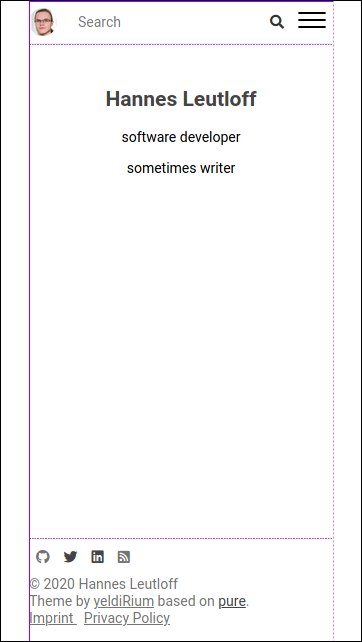 Search
Hannes Leutloff
software developer
sometimes writer
© 2020 Hannes Leutloff
Theme by yeldiRium based on pure.
Imprint Privacy Policy